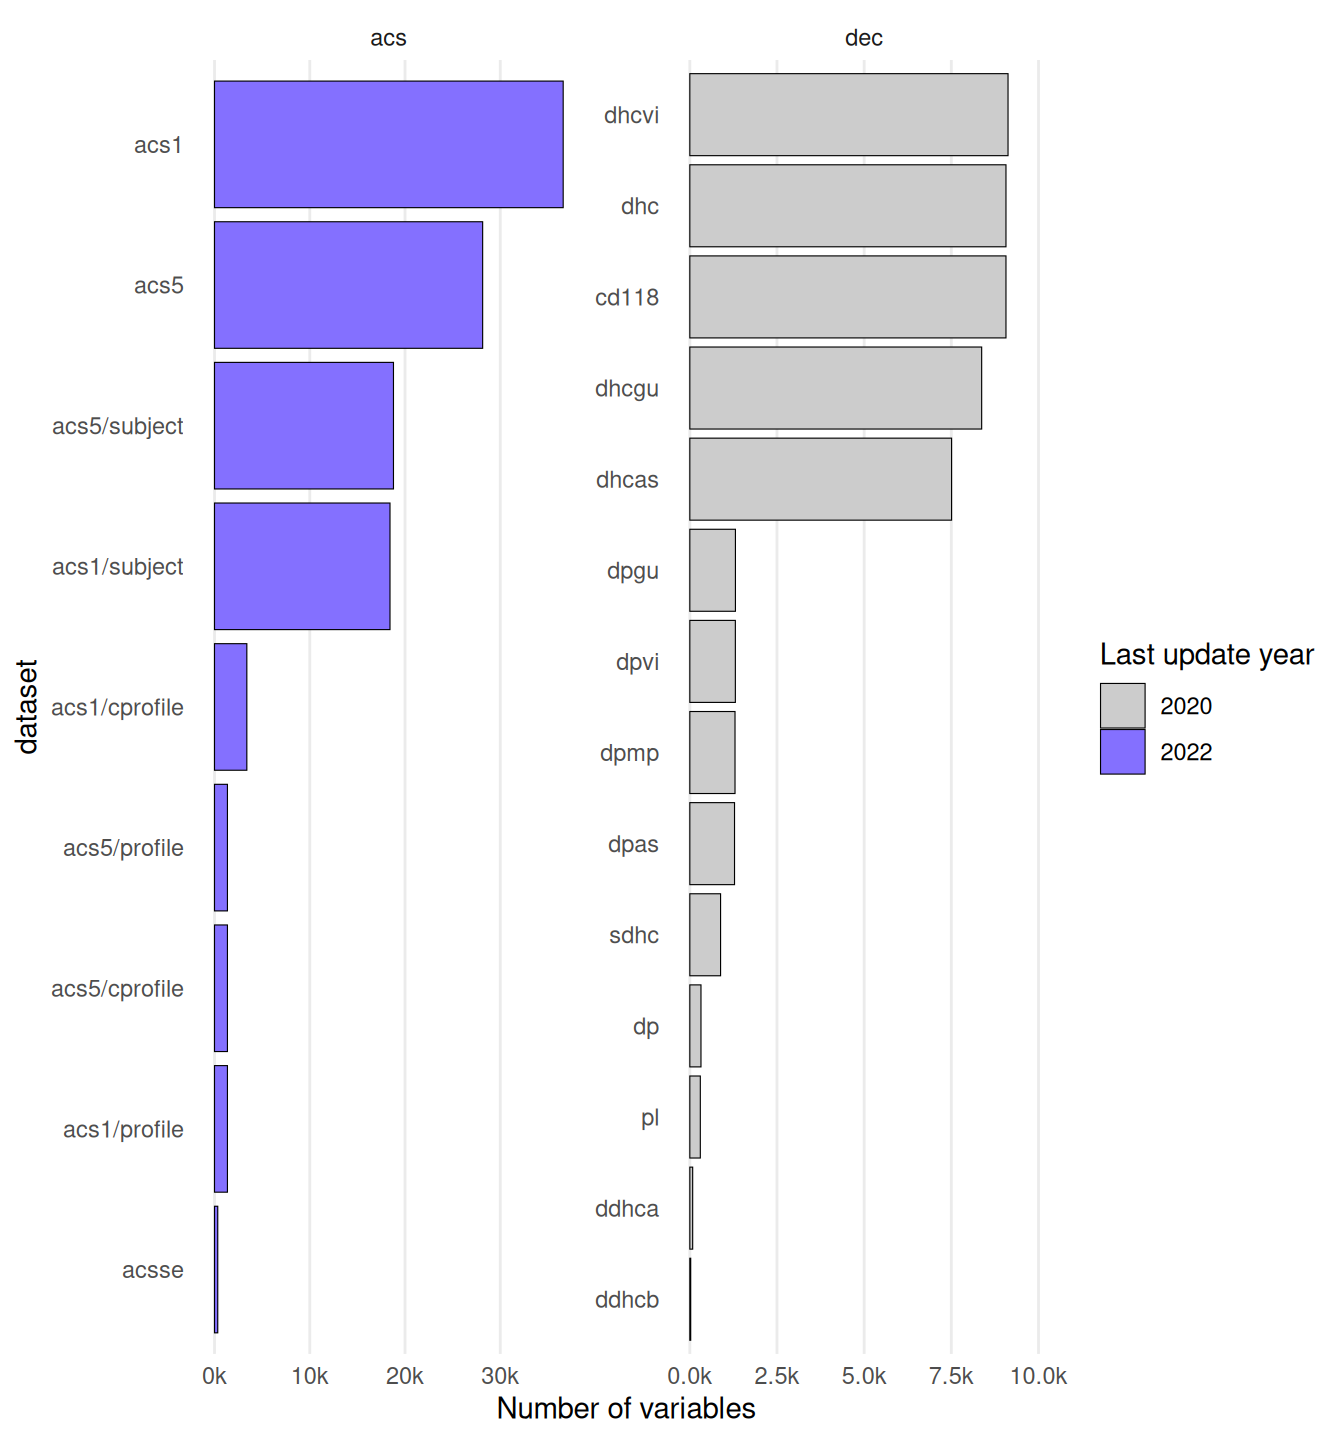 acs
dec
acs1
acs5
acs5/subject
acs1/subject
acs1/cprofile
acs5/profile
acs5/cprofile
acs1/profile
acsse
dhcvi
dhc
cd118
dhcgu
dhcas
dpgu
dpvi
dpmp
dpas
sdhc
dp
pl
ddhca
ddhcb
dataset
0k 10k 20k 30k
0.0k 2.5k 5.0k 7.5k 10.0k
Number of variables
Last update year
2020
2022